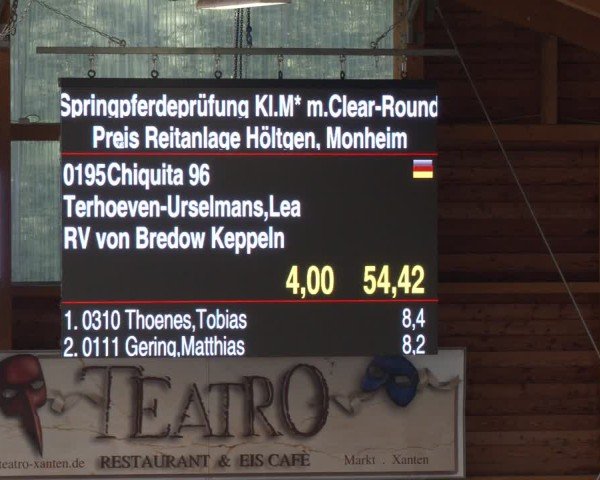 Springpferdeprüfung Kl.M* m.Clear-Round
Preis Reitanlage Höltgen, Monheim
0195Chiquita 96
Terhoeven-Urselmans,Lea
RV von Bredow Keppeln
4,00 54,42
1. 0310 Thoenes,Tobias 8,4
2. 0111 Gering,Matthias 8,2
TEATRO
teatro-xanten.de RESTAURANT & EIS CAFÉ Markt . Xanten